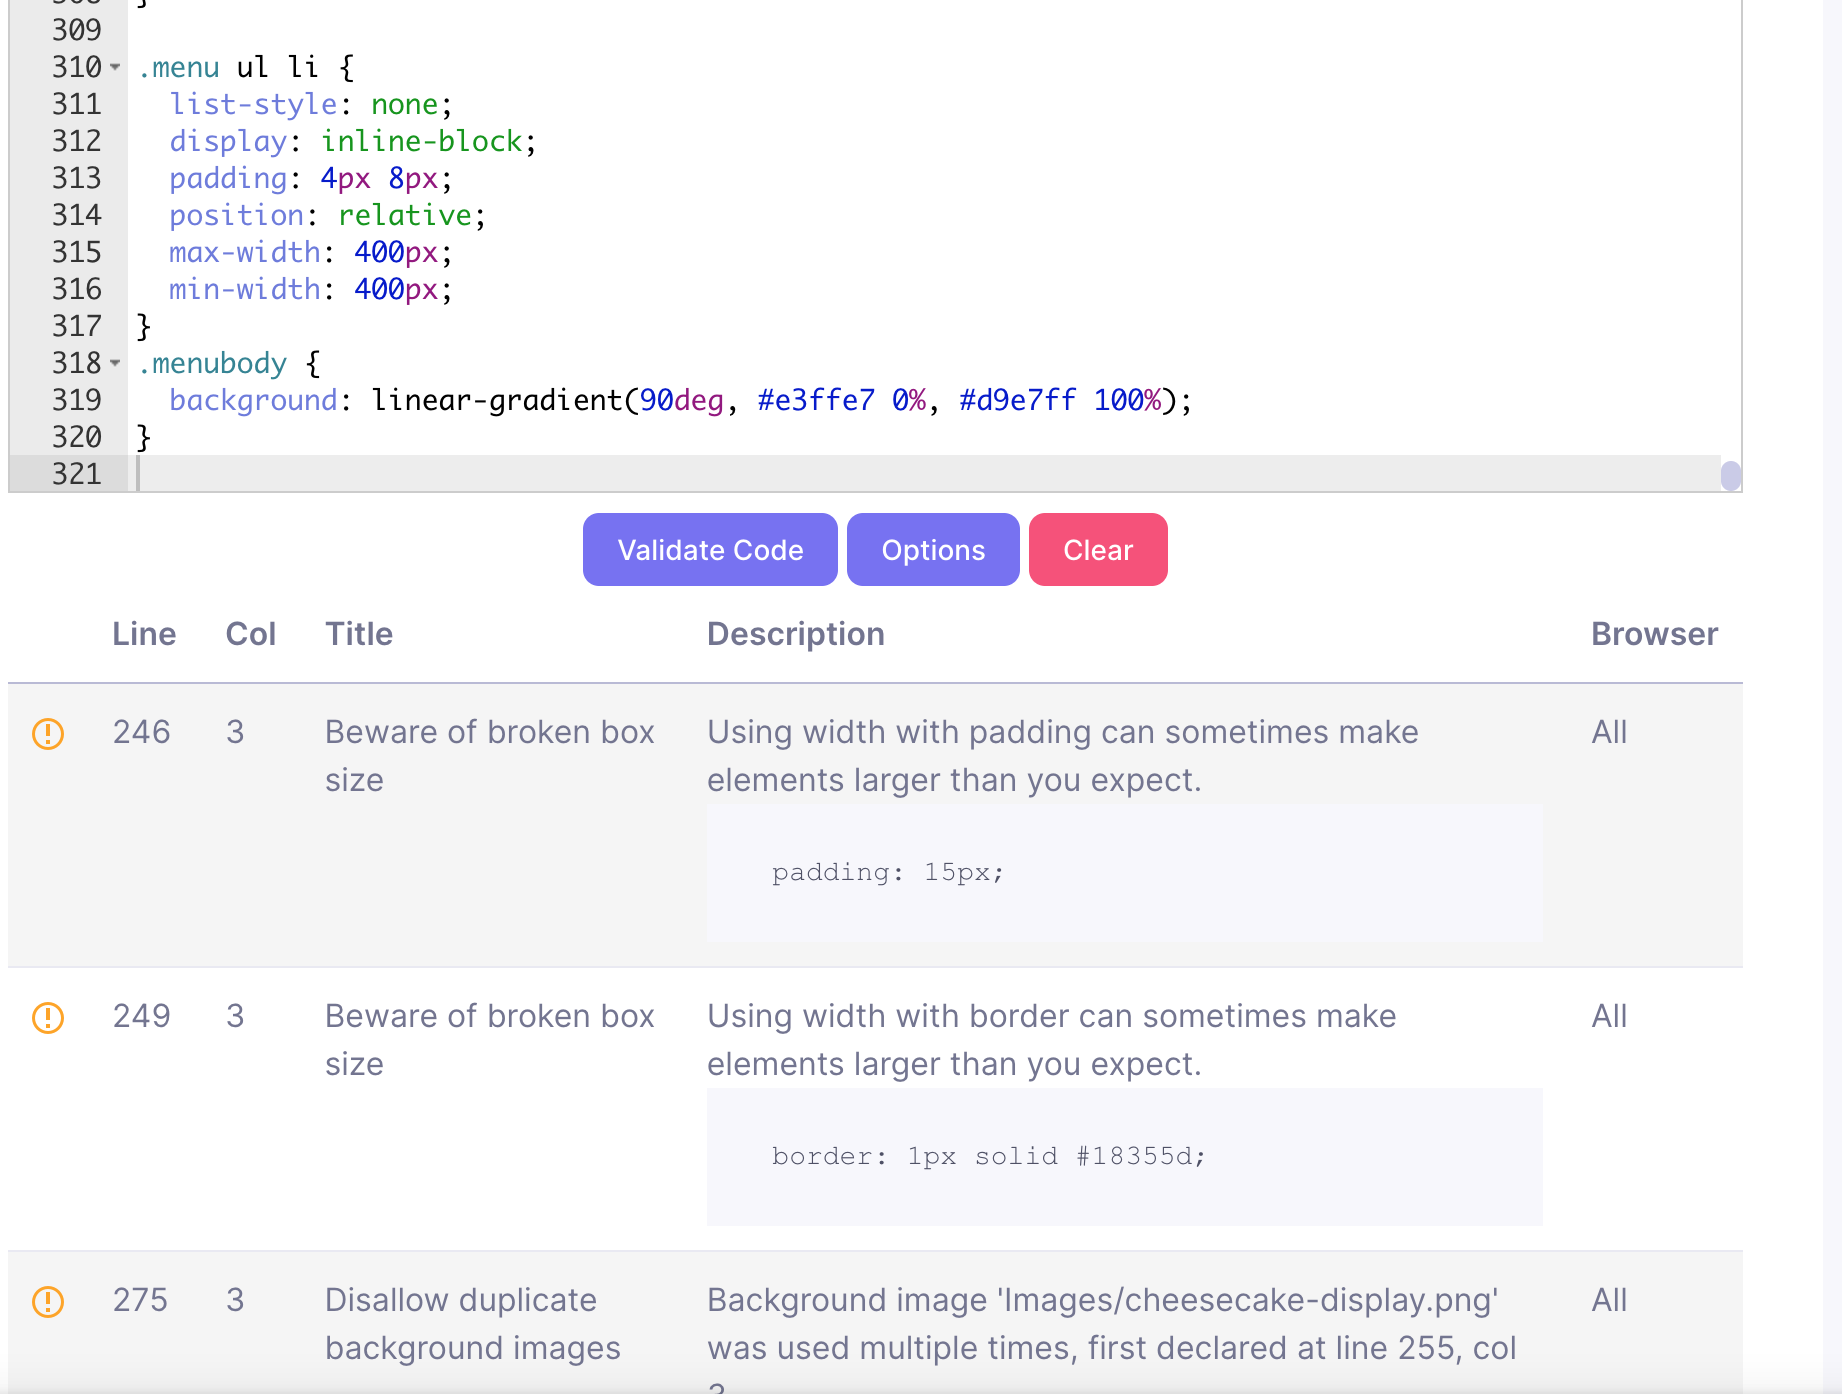 309
310 .menu ul li {
311 list-style: none;
312 display: inline-block;
313 padding: 4px 8px;
314 position: relative;
315 max-width: 400px;
316 min-width: 400px;
317 }
318 .menubody {
319 background: linear-gradient(90deg, #e3ffe7 0%, #d9e7ff 100%);
320 }
321
Validate Code Options Clear
Line Col Title Description Browser
246 3 Beware of broken box Using width with padding can sometimes make All
size elements larger than you expect.
padding: 15px;
249 3 Beware of broken box Using width with border can sometimes make All
size elements larger than you expect.
border: 1px solid #18355d;
275 3 Disallow duplicate Background image 'Images/cheesecake-display.png' All
background images was used multiple times, first declared at line 255, col